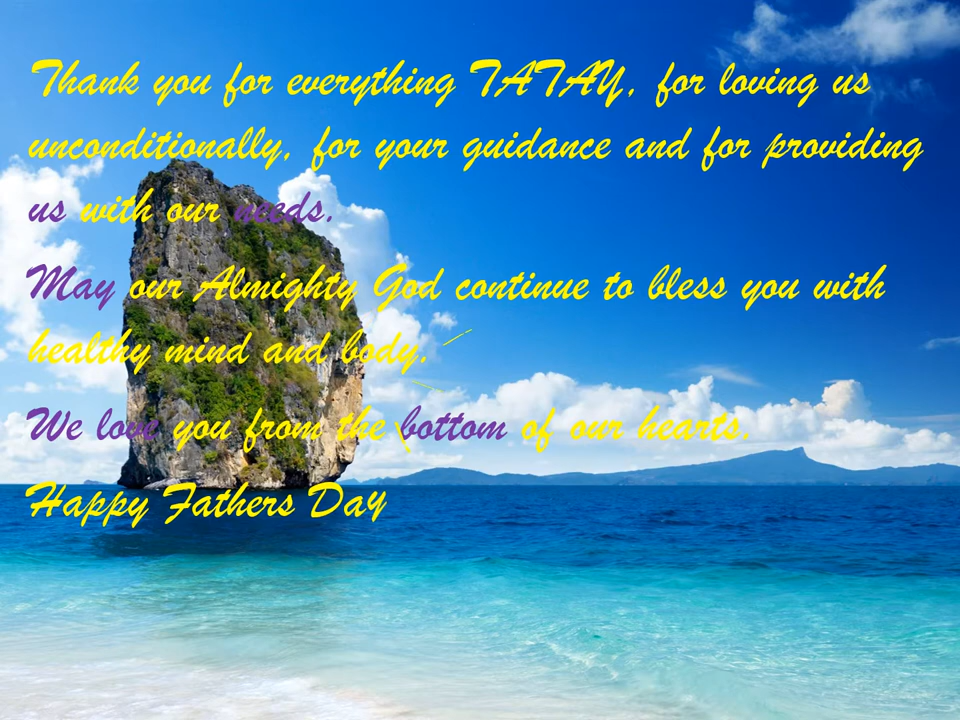 Thank you for everything TATAY, for loving us
unconditionally, for your guidance and for providing
us with our needs.
May our Almighty God continue to bless you with
healthy mind and body.
We love you from the bottom of our hearts.
Happy Fathers Day